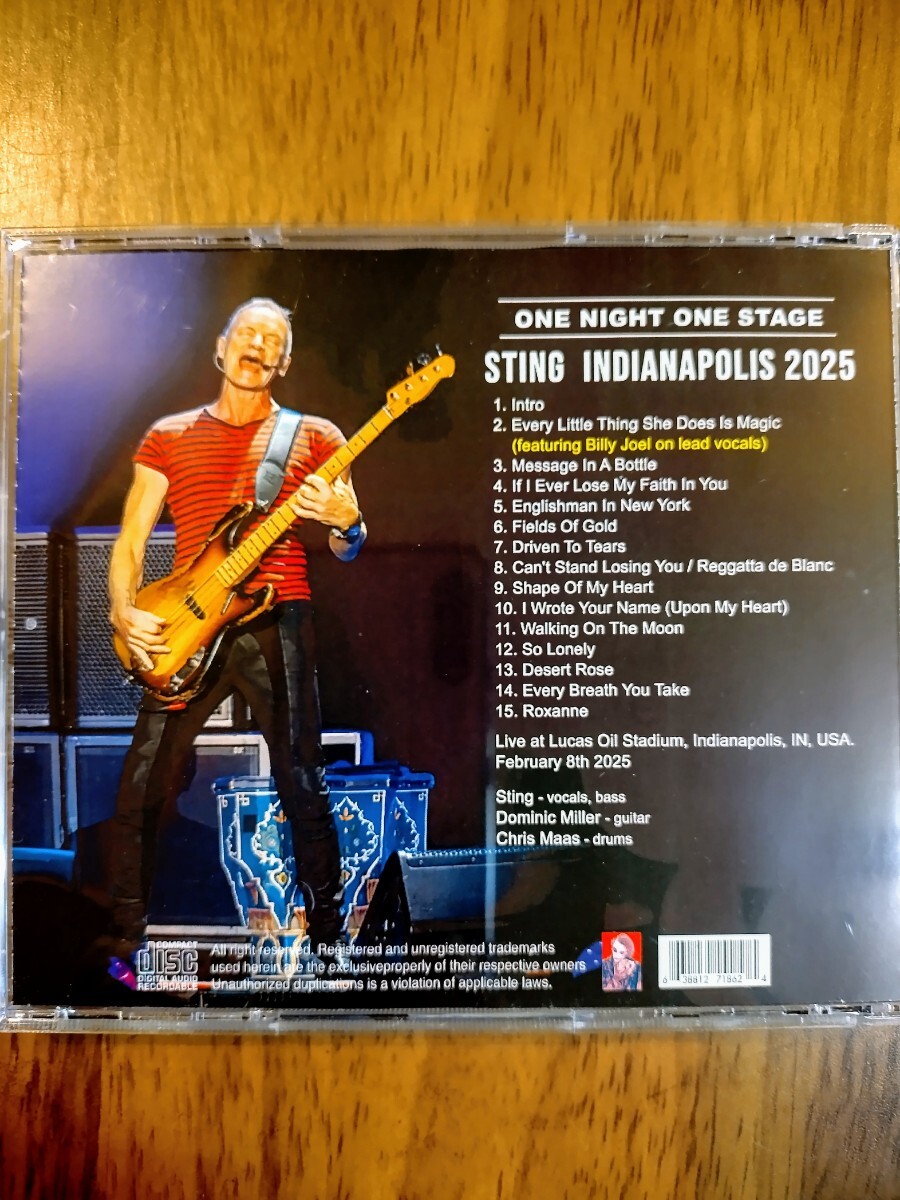 ONE NIGHT ONE STAGE
STING INDIANAPOLIS 2025
1. Intro
2. Every Little Thing She Does Is Magic
(featuring Billy Joel on lead vocals)
3. Message In A Bottle
4. If I Ever Lose My Faith In You
5. Englishman In New York
6. Fields Of Gold
7. Driven To Tears
8. Can't Stand Losing You / Reggatta de Blanc
9. Shape Of My Heart
10. I Wrote Your Name (Upon My Heart)
11. Walking On The Moon
12. So Lonely
13. Desert Rose
14. Every Breath You Take
15. Roxanne
Live at Lucas Oil Stadium, Indianapolis, IN, USA.
February 8th 2025
Sting - vocals, bass
Dominic Miller - guitar
Chris Maas - drums
COMPACT
disc
DIGITAL AUDIO
RECORDABLE
All right reserved. Registered and unregistered trademarks
used herein are the exclusiveproperly of their respective owners
Unauthorized duplications is a violation of applicable laws.
6 38812 71862 4